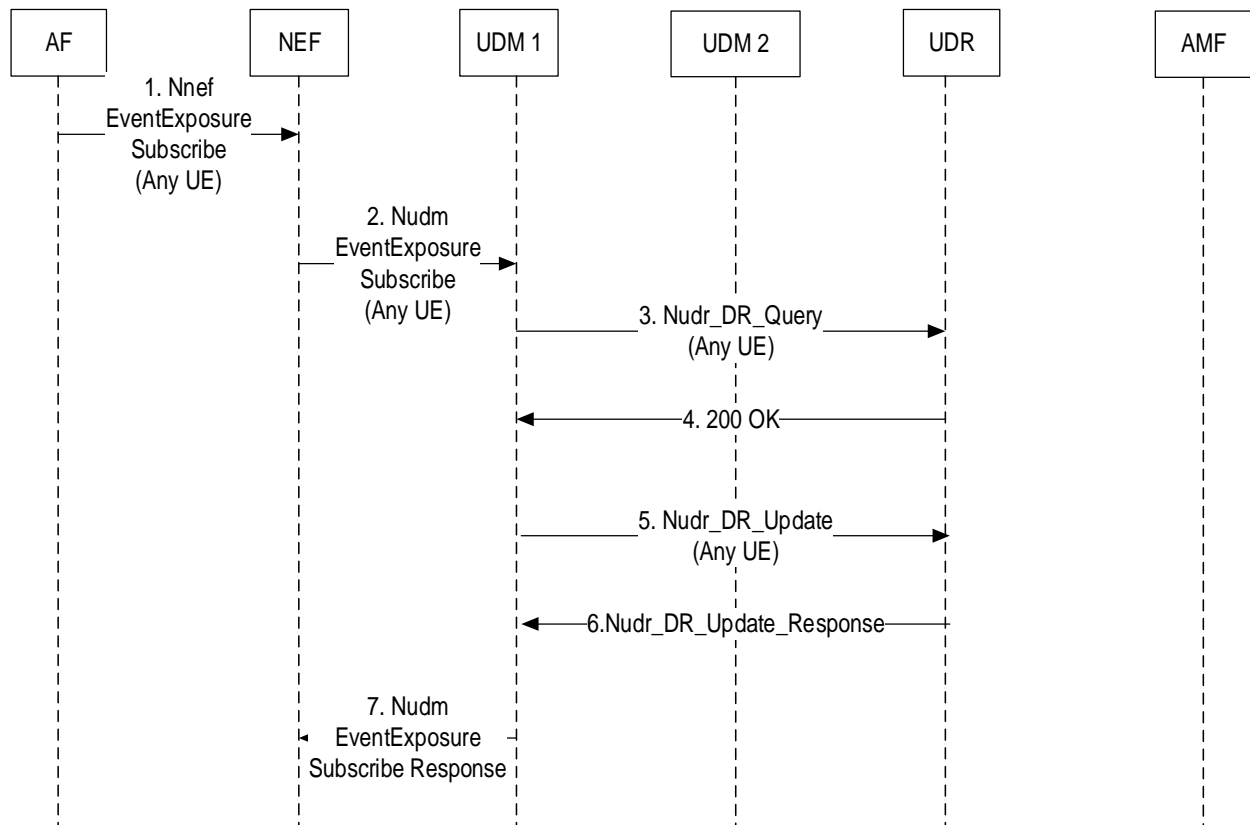 AF
NEF
UDM 1
UDM 2
UDR
AMF
1. Nnef
EventExposure
Subscribe
(Any UE)
2. Nudm
EventExposure
Subscribe
(Any UE)
3. Nudr_DR_Query
(Any UE)
4. 200 OK
5. Nudr_DR_Update
(Any UE)
6.Nudr_DR_Update_Response
7. Nudm
EventExposure
Subscribe Response